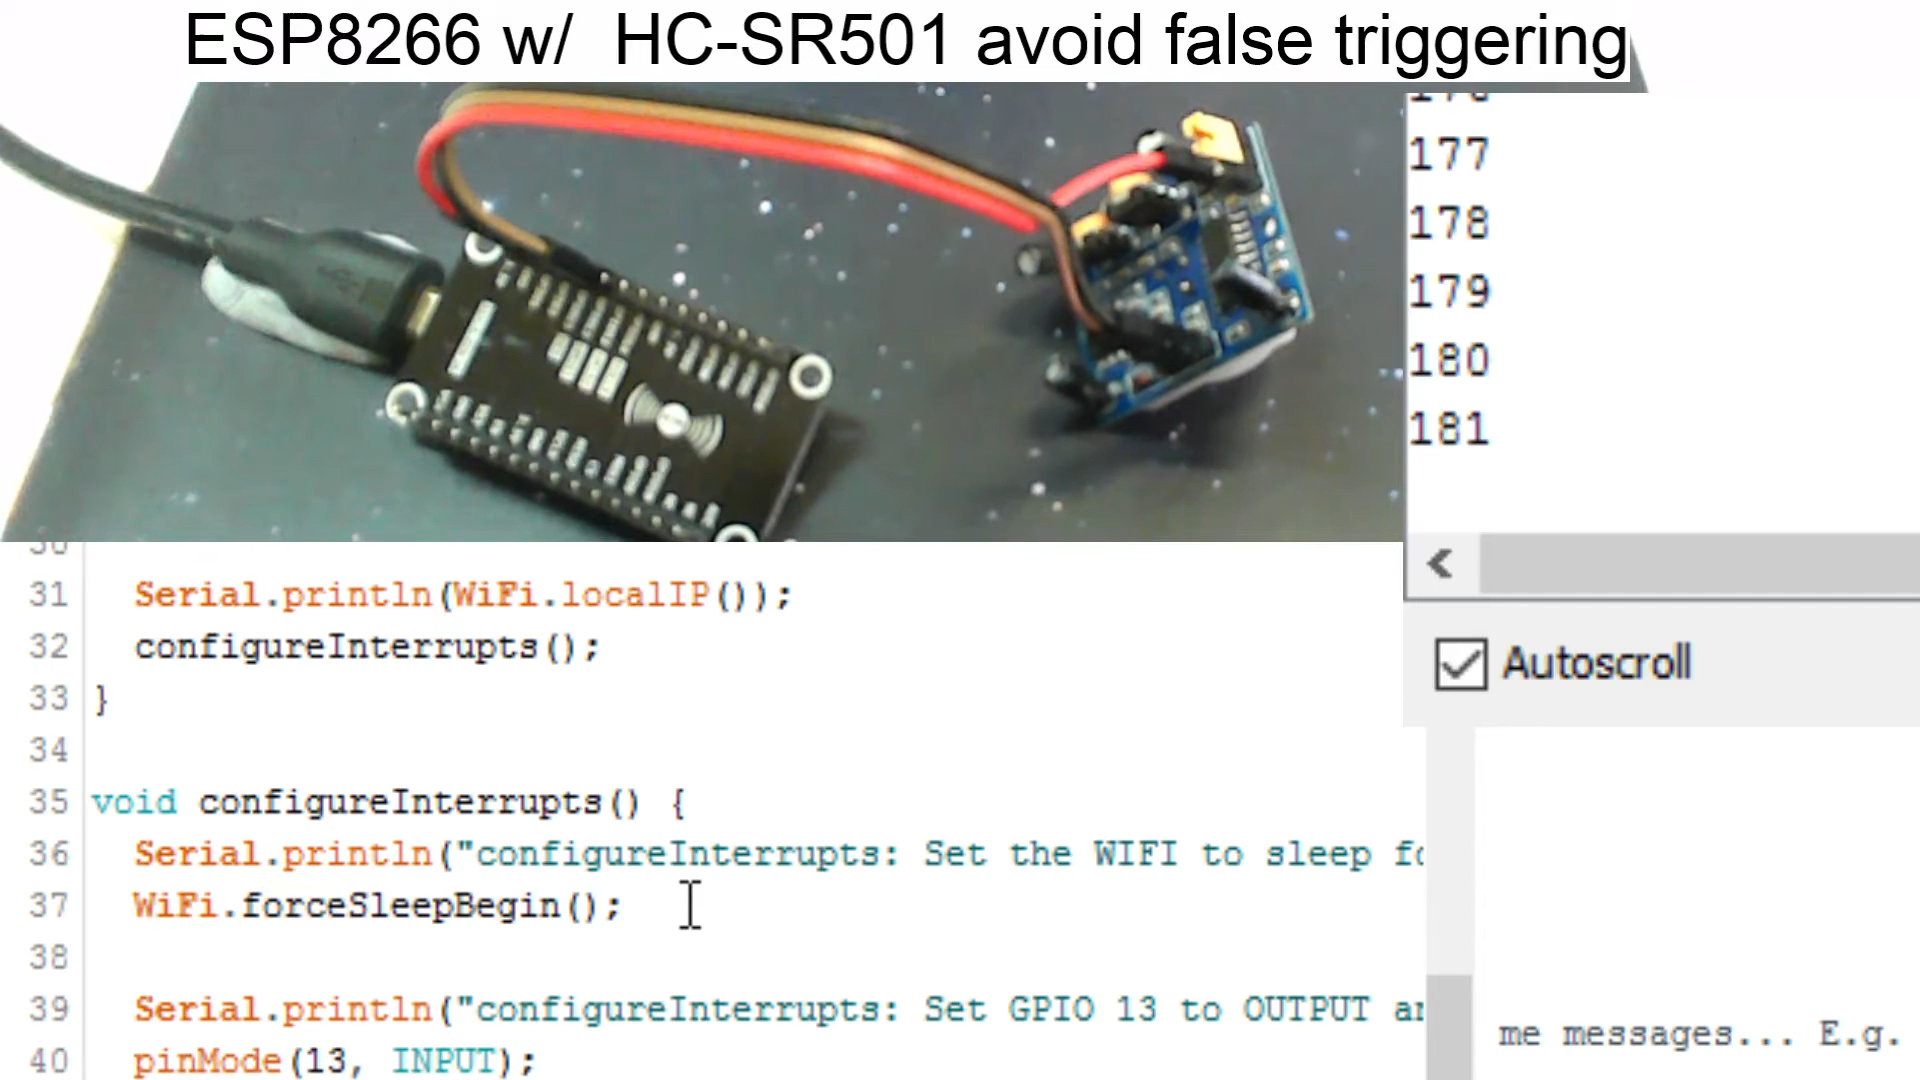 ESP8266 w/ HC-SR501 avoid false triggering
177
178
179
180
181
Autoscroll
31 Serial.println(WiFi.localIP());
32 configureInterrupts();
33 }
34
35 void configureInterrupts() {
36 Serial.println("configureInterrupts: Set the WIFI to sleep
37 WiFi.forceSleepBegin();
38
39 Serial.println("configureInterrupts: Set GPIO 13 to OUTPUT
40 pinMode(13, INPUT);
me messages... E.g.